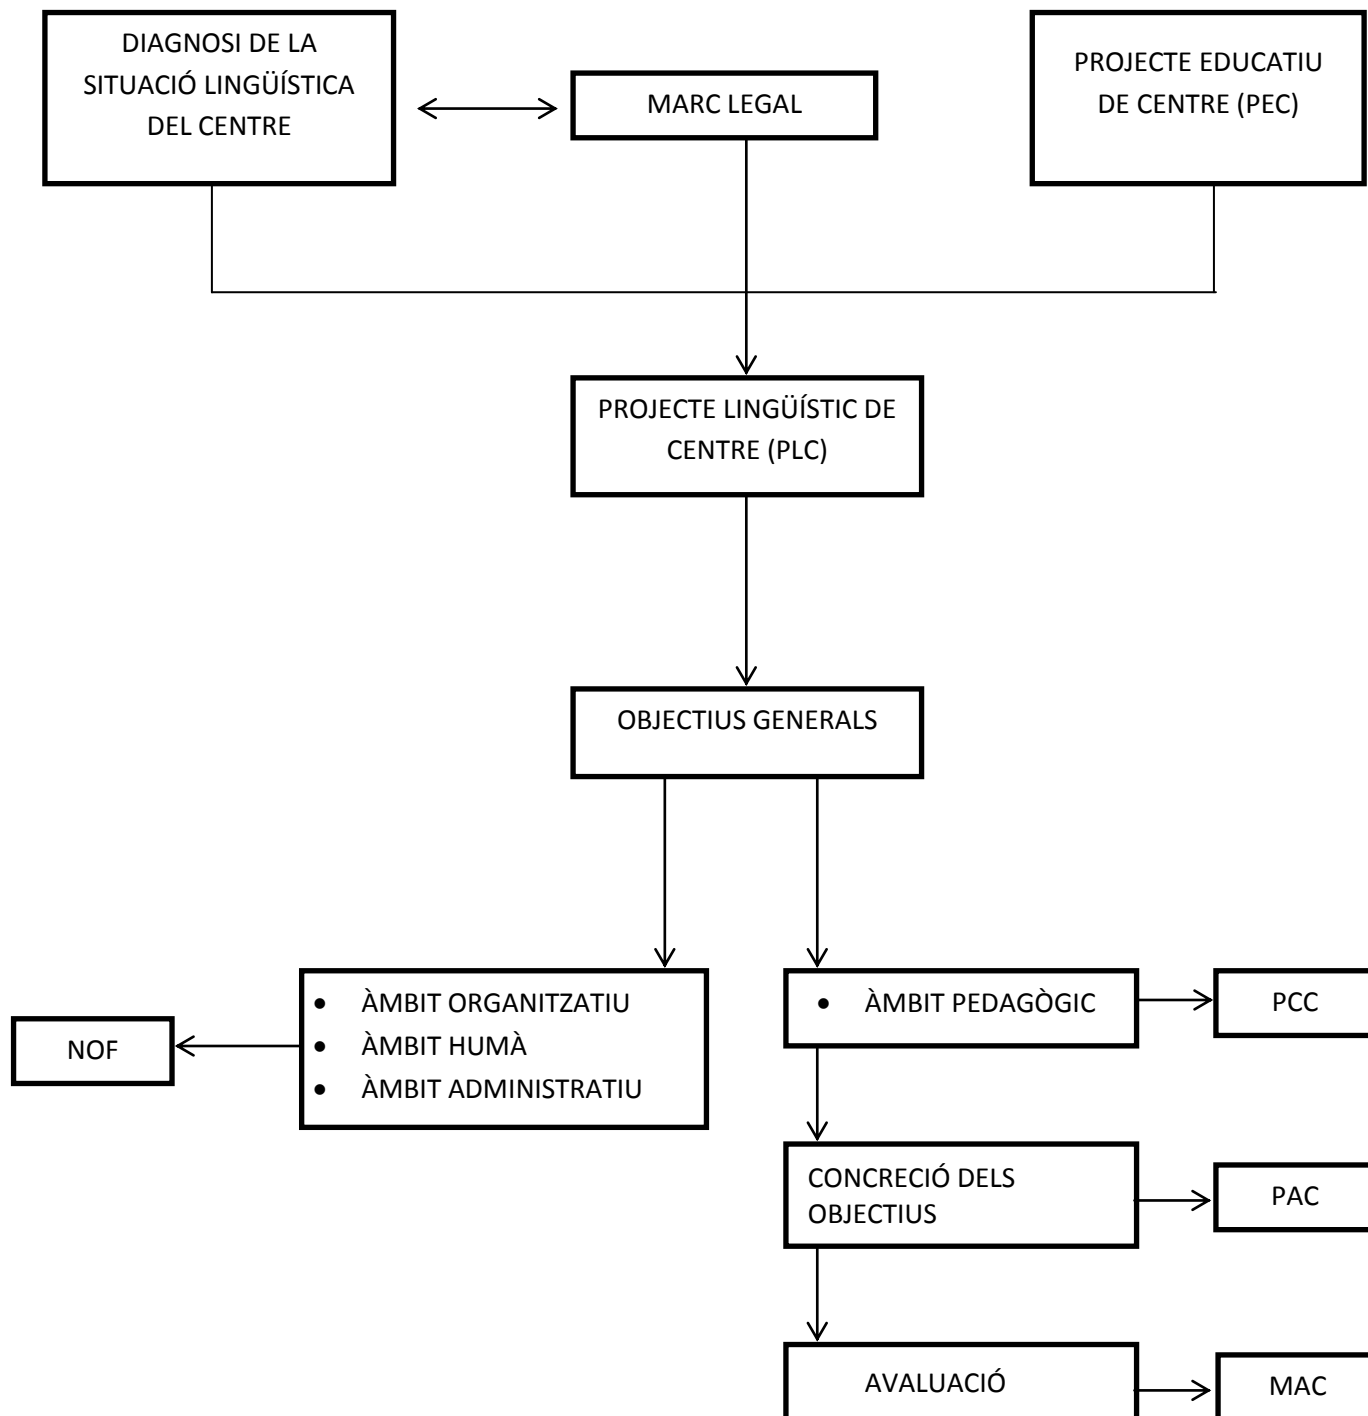 DIAGNOSI DE LA
SITUACIÓ LINGÜÍSTICA
DEL CENTRE
MARC LEGAL
PROJECTE EDUCATIU
DE CENTRE (PEC)
PROJECTE LINGÜÍSTIC DE
CENTRE (PLC)
OBJECTIUS GENERALS
• ÀMBIT ORGANITZATIU
• ÀMBIT HUMÀ
• ÀMBIT ADMINISTRATIU
NOF
• ÀMBIT PEDAGÒGIC
PCC
CONCRECIÓ DELS
OBJECTIUS
PAC
AVALUACIÓ
MAC